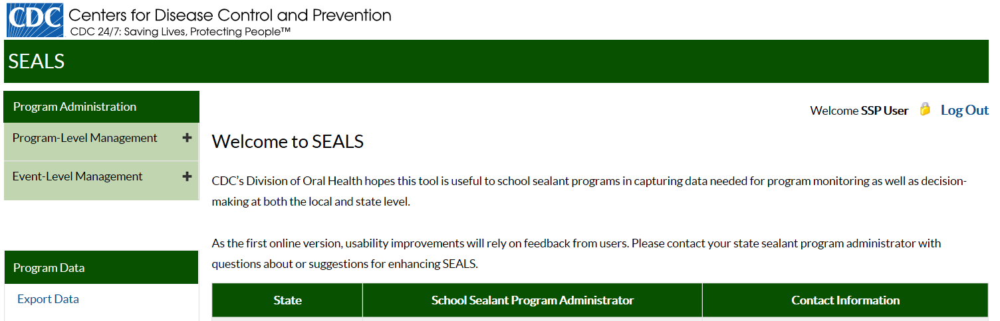 CDC
Centers for Disease Control and Prevention
CDC 24/7: Saving Lives, Protecting People™
SEALS
Program Administration
Program-Level Management
Event-Level Management
Program Data
Export Data
Welcome SSP User Log Out
Welcome to SEALS
CDC's Division of Oral Health hopes this tool is useful to school sealant programs in capturing data needed for program monitoring as well as decision-
making at both the local and state level.
As the first online version, usability improvements will rely on feedback from users. Please contact your state sealant program administrator with
questions about or suggestions for enhancing SEALS.
State School Sealant Program Administrator Contact Information